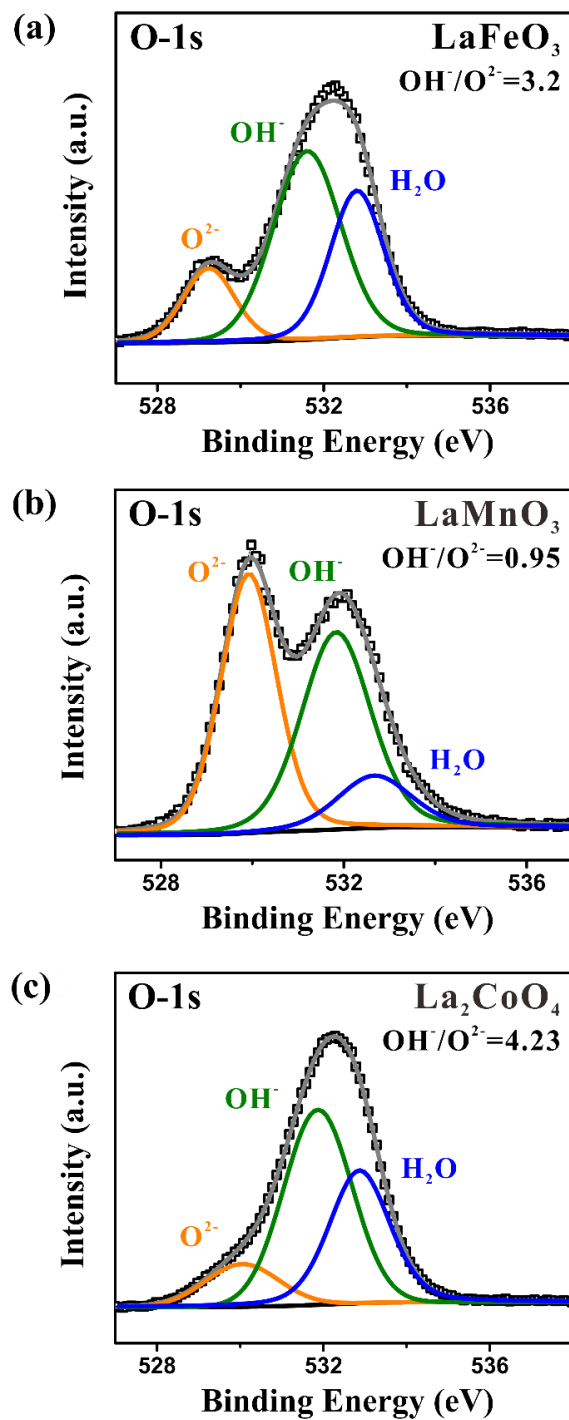 (a)
O-1s
LaFeO₃
OH⁻/O²⁻=3.2
OH⁻
H₂O
O²⁻
Intensity (a.u.)
528
532
536
Binding Energy (eV)
(b)
O-1s
LaMnO₃
OH⁻/O²⁻=0.95
O²⁻
OH⁻
H₂O
Intensity (a.u.)
528
532
536
Binding Energy (eV)
(c)
O-1s
La₂CoO₄
OH⁻/O²⁻=4.23
OH⁻
H₂O
O²⁻
Intensity (a.u.)
528
532
536
Binding Energy (eV)